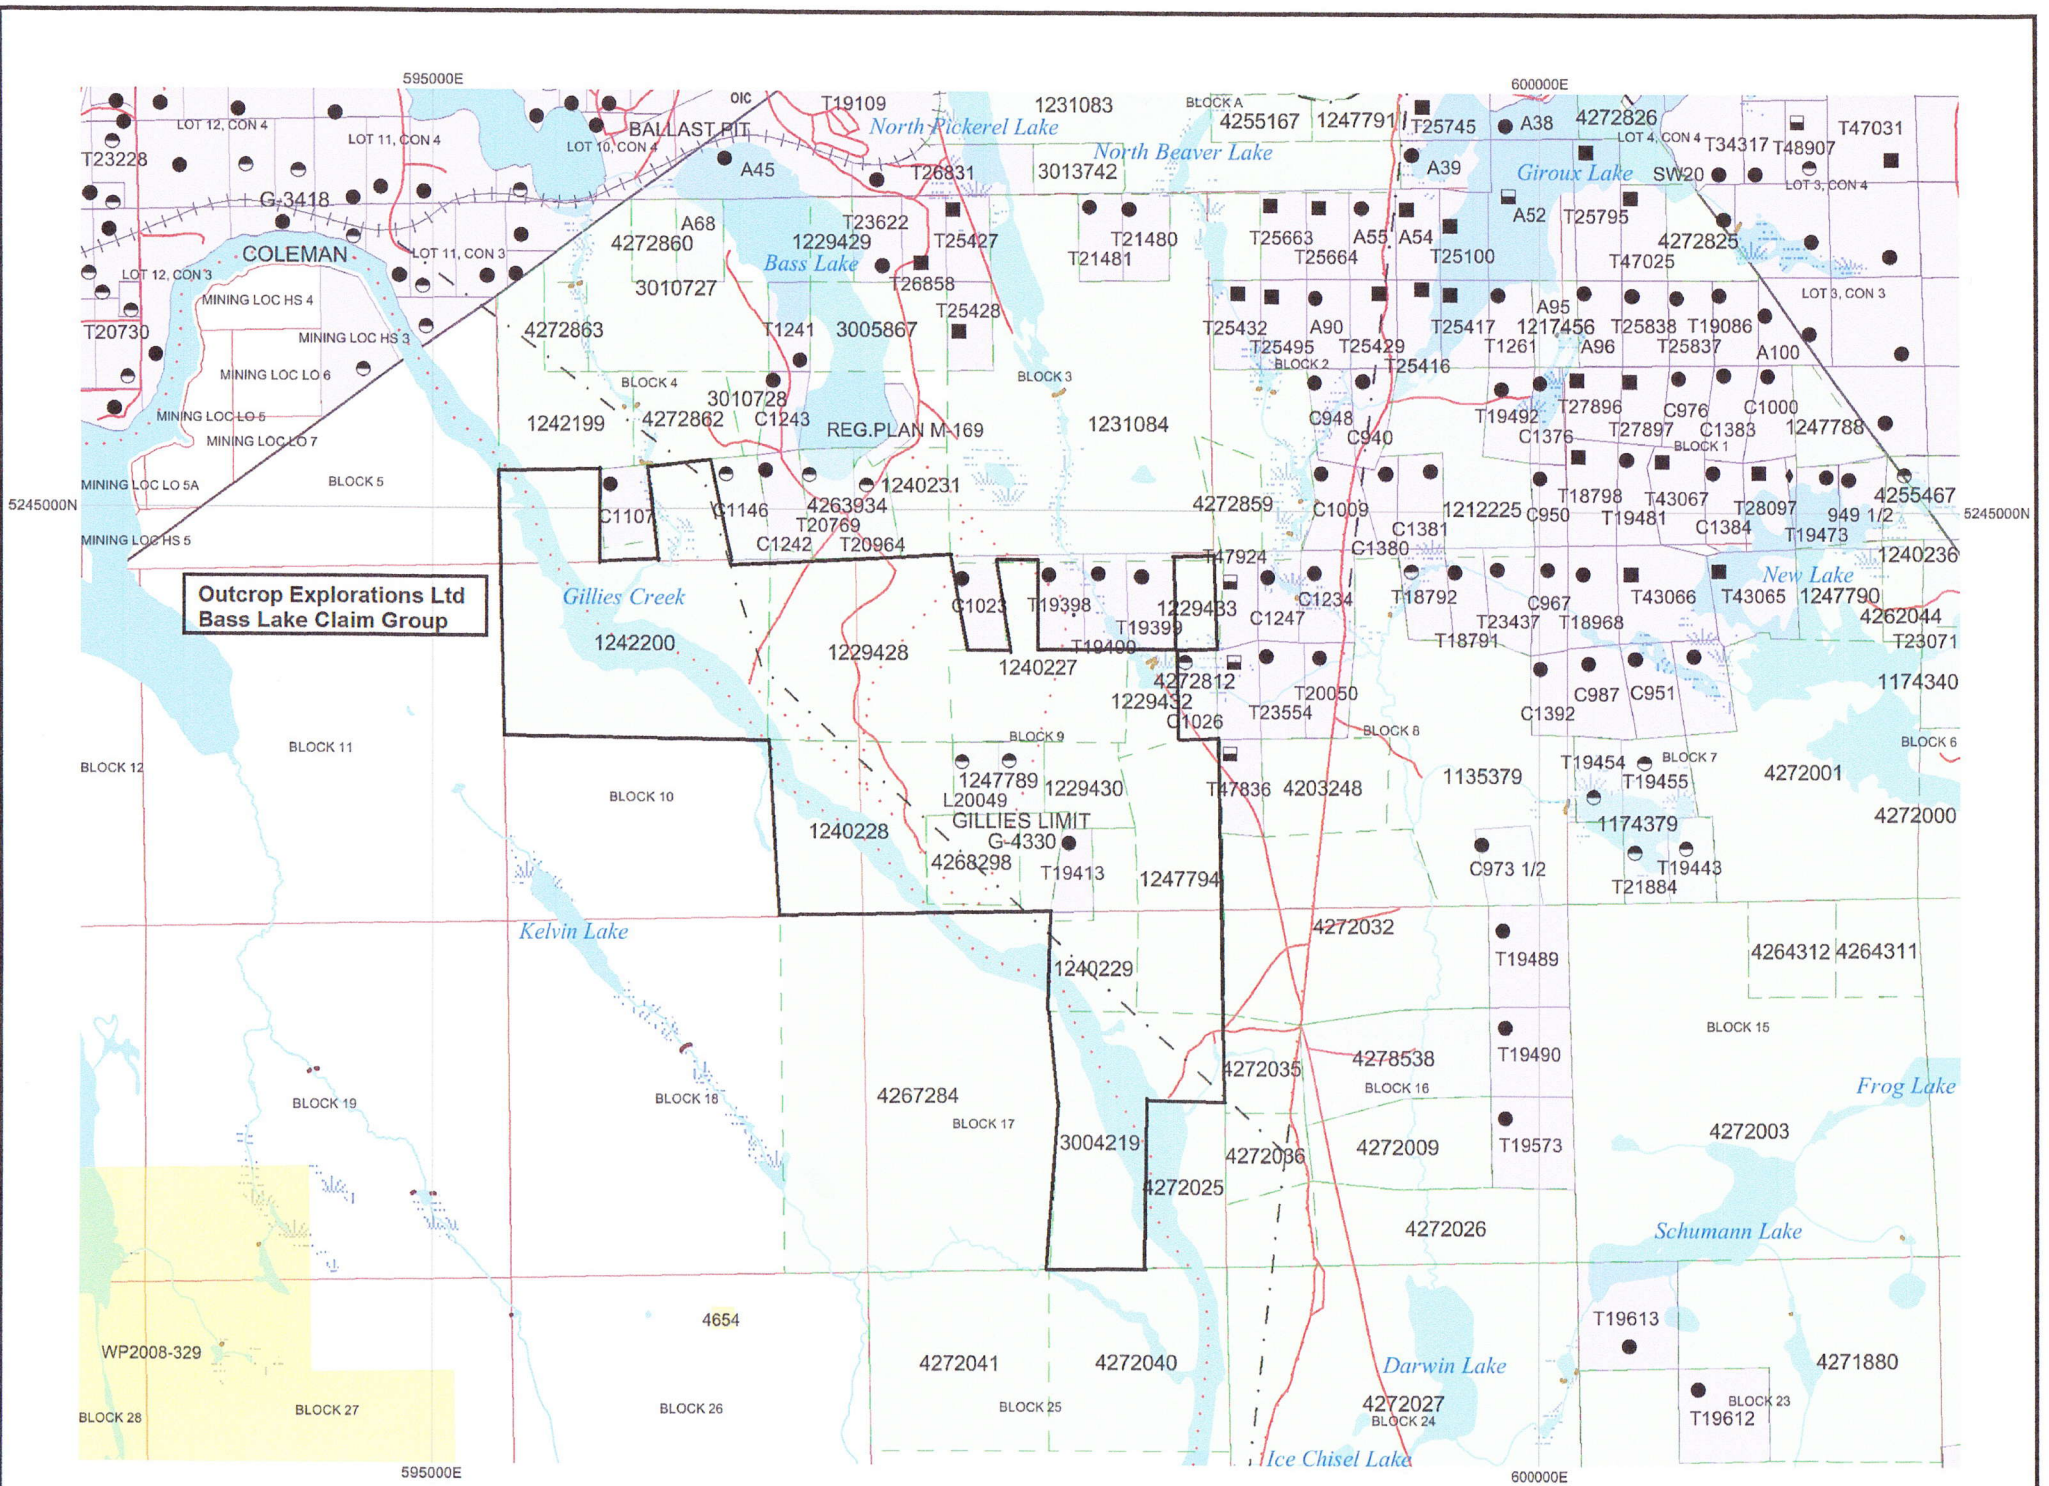 595000E
600000E
OIC
T19109
1231083
BLOCK A
4255167
1247791
T25745
A38
4272826
LOT 4, CON 4
T34317
T48907
T47031
LOT 12, CON 4
LOT 11, CON 4
LOT 10, CON 4
BALLAST PIT
North Pickerel Lake
T23228
A45
T26831
3013742
North Beaver Lake
A39
Giroux Lake
SW20
LOT 3, CON 4
G-3418
A68
T23622
4272860
1229429
T25427
T21480
T21481
T25663
T25664
A55
A54
T25100
A52
T25795
4272825
T47025
COLEMAN
LOT 11, CON 3
LOT 12, CON 3
Bass Lake
T26858
3010727
MINING LOC HS 4
T25428
LOT 3, CON 3
T20730
MINING LOC HS 3
4272863
T1241
3005867
T25432
A90
T25495
T25429
T25417
T1261
A95
1217456
A96
T25838
T25837
T19086
A100
T25416
BLOCK 2
MINING LOC LO 6
BLOCK 4
BLOCK 3
3010728
MINING LOC LO 5
1242199
4272862
C1243
REG.PLAN M-169
1231084
C948
C940
T19492
C1376
T27896
T27897
C976
C1383
C1000
1247788
BLOCK 1
MINING LOC LO 7
MINING LOC LO 5A
BLOCK 5
1240231
4263934
4272859
5245000N
C1107
C1146
T20769
C1242
T20964
C1009
C1381
C1380
1212225
C950
T18798
T19481
T43067
C1384
T28097
T19473
949 1/2
4255467
5245000N
MINING LOC HS 5
T47924
1240236
Outcrop Explorations Ltd
Bass Lake Claim Group
Gillies Creek
C1023
T19398
T19399
T19400
1229433
C1247
C1234
T18792
T18791
T23437
C967
T18968
T43066
T43065
New Lake
1247790
4262044
T23071
1242200
1229428
1240227
4272812
1229432
C1026
T23554
T20050
C1392
C987
C951
1174340
BLOCK 9
BLOCK 8
BLOCK 6
BLOCK 11
BLOCK 12
BLOCK 10
1247789
L20049
1229430
T47836
4203248
1135379
T19454
T19455
BLOCK 7
4272001
4272000
1240228
GILLIES LIMIT
G-4330
4268298
T19413
1247794
C973 1/2
1174379
T19443
T21884
Kelvin Lake
4272032
1240229
T19489
4264312
4264311
BLOCK 15
4272035
4278538
BLOCK 16
T19490
Frog Lake
BLOCK 19
BLOCK 18
4267284
BLOCK 17
3004219
4272036
4272009
T19573
4272003
4272025
4272026
Schumann Lake
4654
T19613
WP2008-329
4272041
4272040
Darwin Lake
4271880
BLOCK 28
BLOCK 27
BLOCK 26
BLOCK 25
4272027
BLOCK 24
BLOCK 23
T19612
Ice Chisel Lake
595000E
600000E